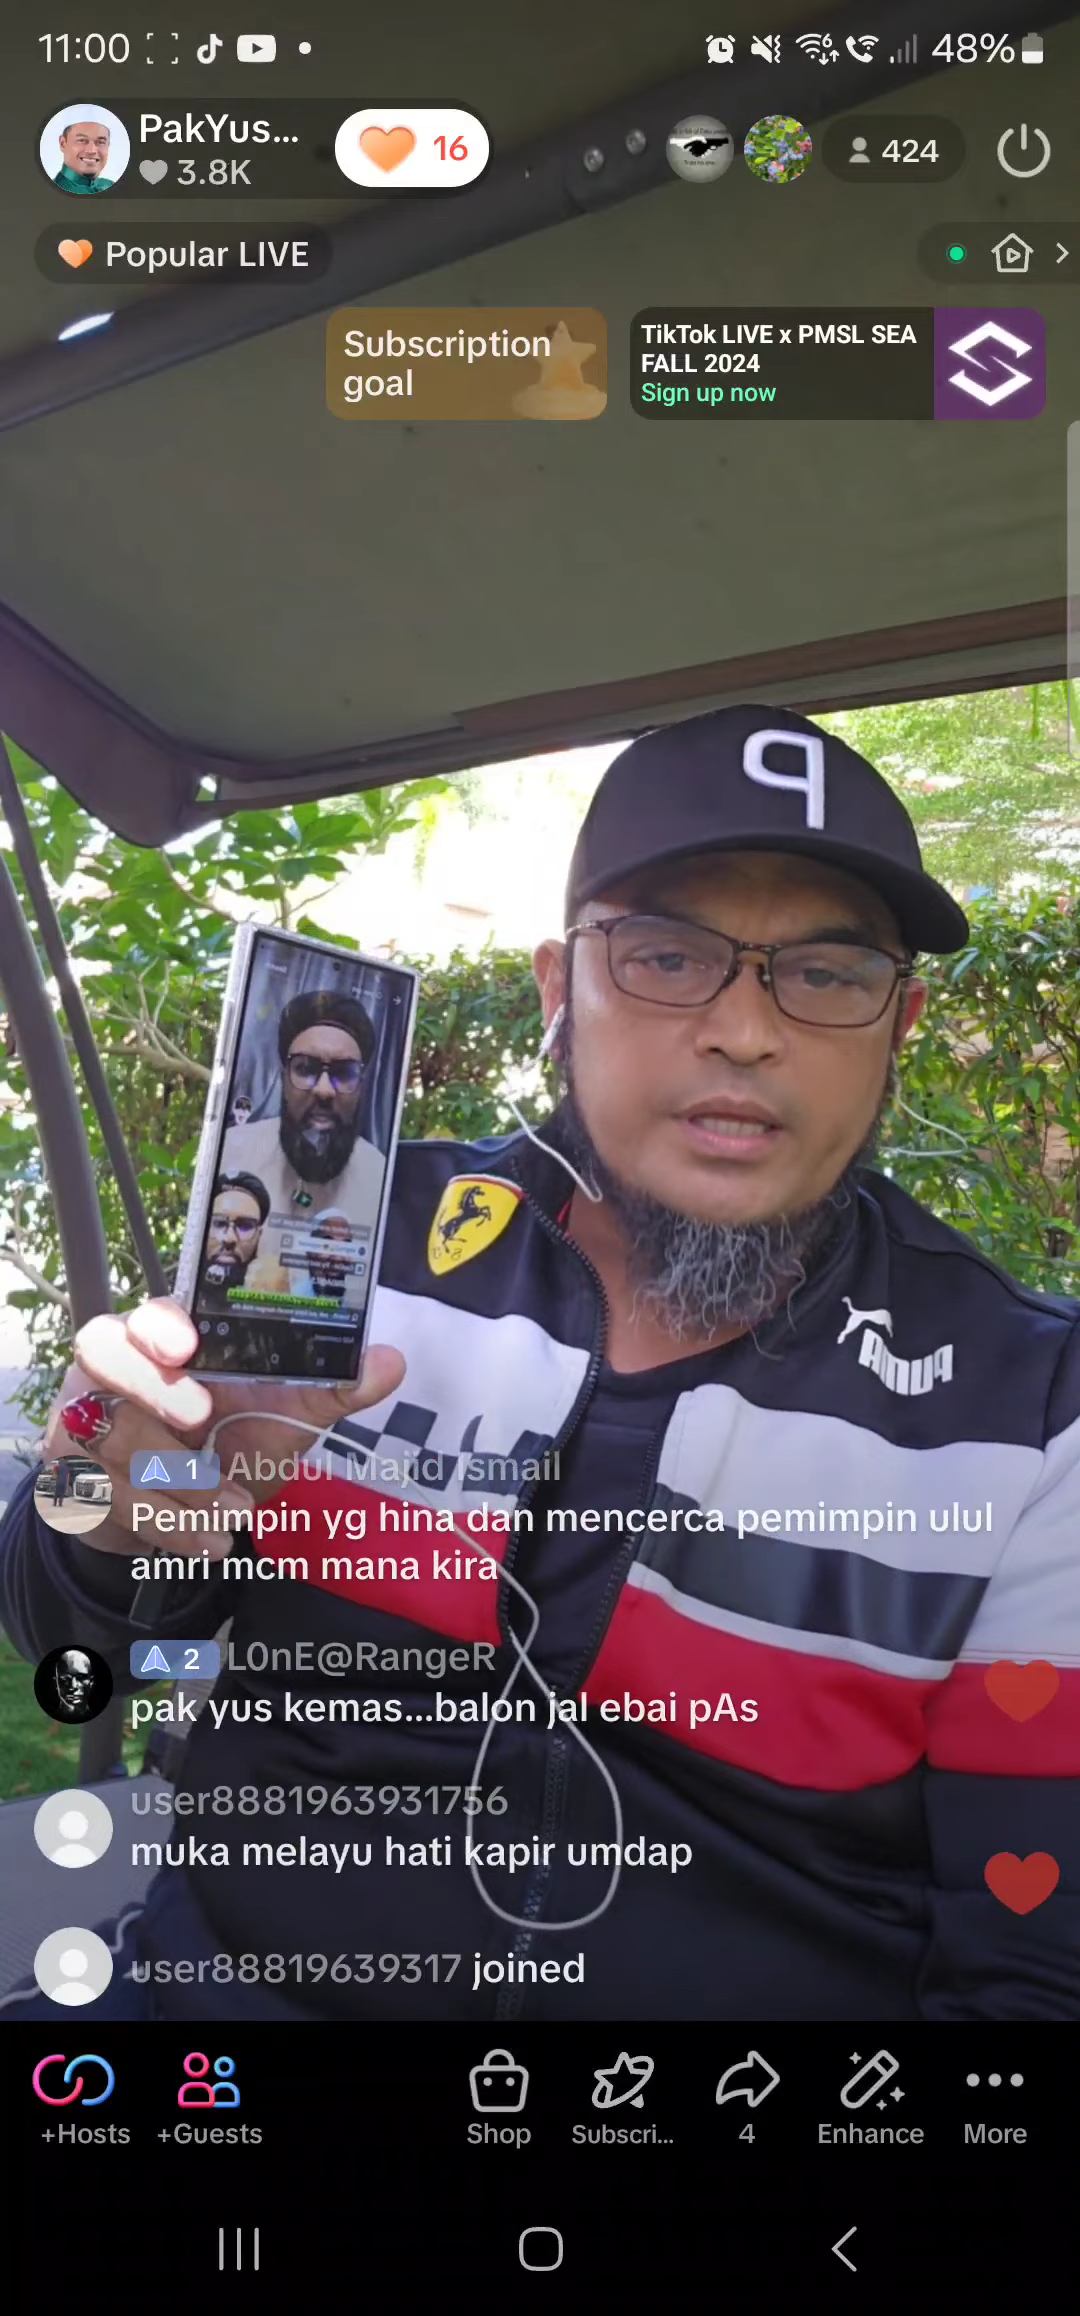 11:00
48%
PakYus...
3.8K
16
424
Popular LIVE
Subscription
goal
TikTok LIVE x PMSL SEA
FALL 2024
Sign up now
P
PUMA
1 Abdul Majid Ismail
Pemimpin yg hina dan mencerca pemimpin ulul
amri mcm mana kira
2 L0nE@RangeR
pak yus kemas...balon jal ebai pAs
user8881963931756
muka melayu hati kapir umdap
user88819639317 joined
+Hosts
+Guests
Shop
Subscri...
4
Enhance
More